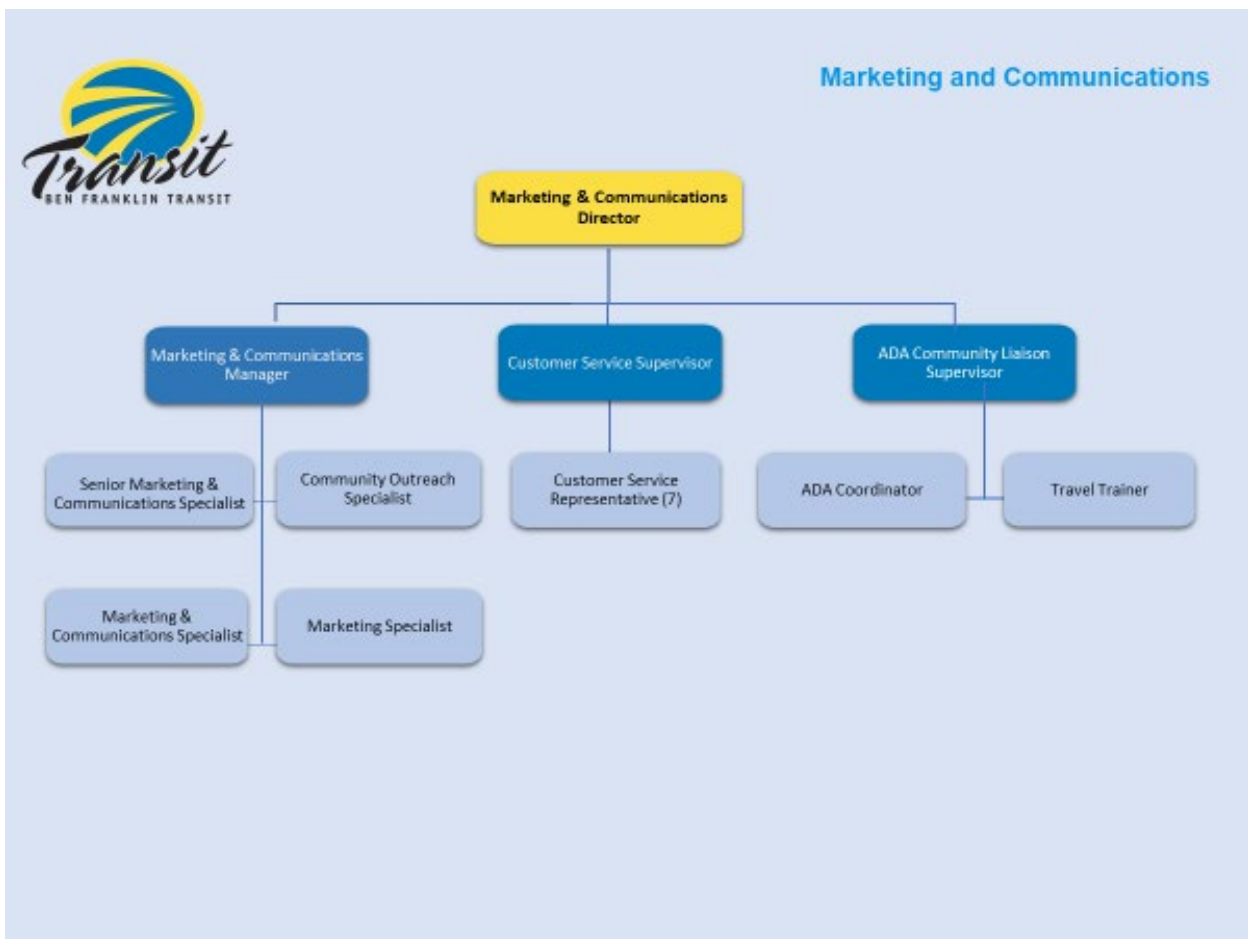 Marketing and Communications
Transit
BEN FRANKLIN TRANSIT
Marketing & Communications
Director
Marketing & Communications
Manager
Customer Service Supervisor
ADA Community Liaison
Supervisor
Senior Marketing &
Communications Specialist
Community Outreach
Specialist
Customer Service
Representative (7)
ADA Coordinator
Travel Trainer
Marketing &
Communications Specialist
Marketing Specialist